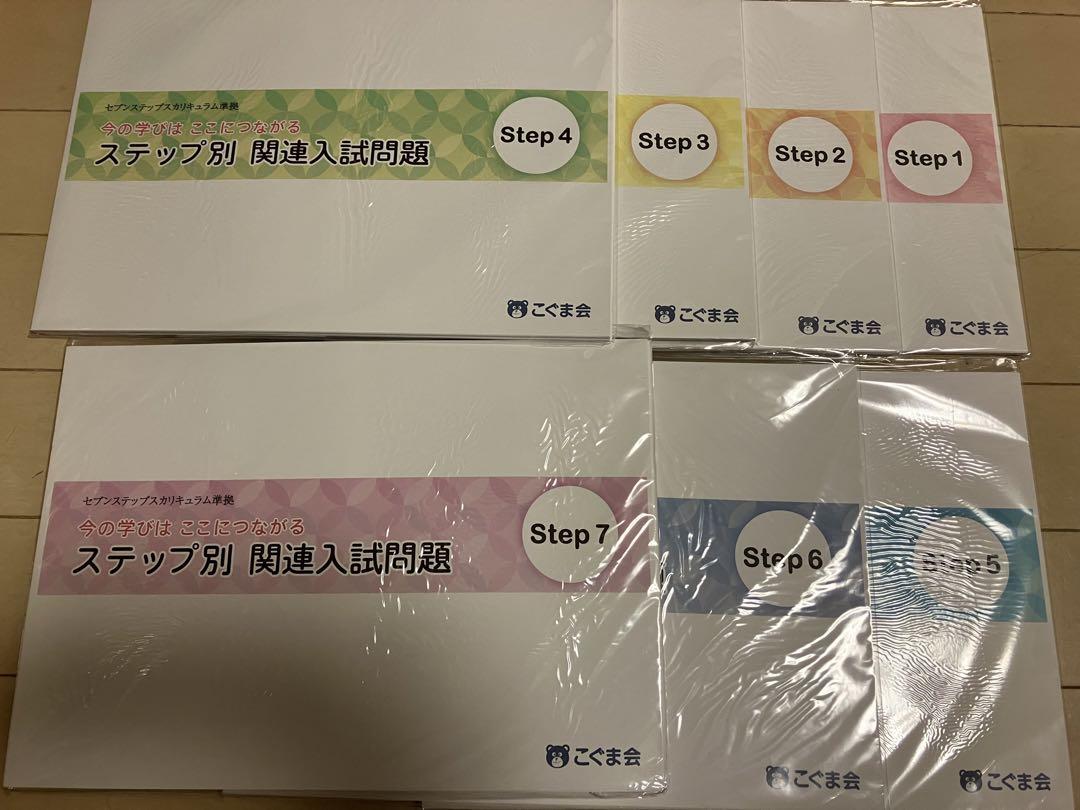 セブンステップスカリキュラム準拠
今の学びは ここにつながる
ステップ別 関連入試問題
Step 4
こぐま会
Step 3
こぐま会
Step 2
こぐま会
Step 1
こぐま会
セブンステップスカリキュラム準拠
今の学びは ここにつながる
ステップ別 関連入試問題
Step 7
こぐま会
Step 6
こぐま会
Step 5
こぐま会